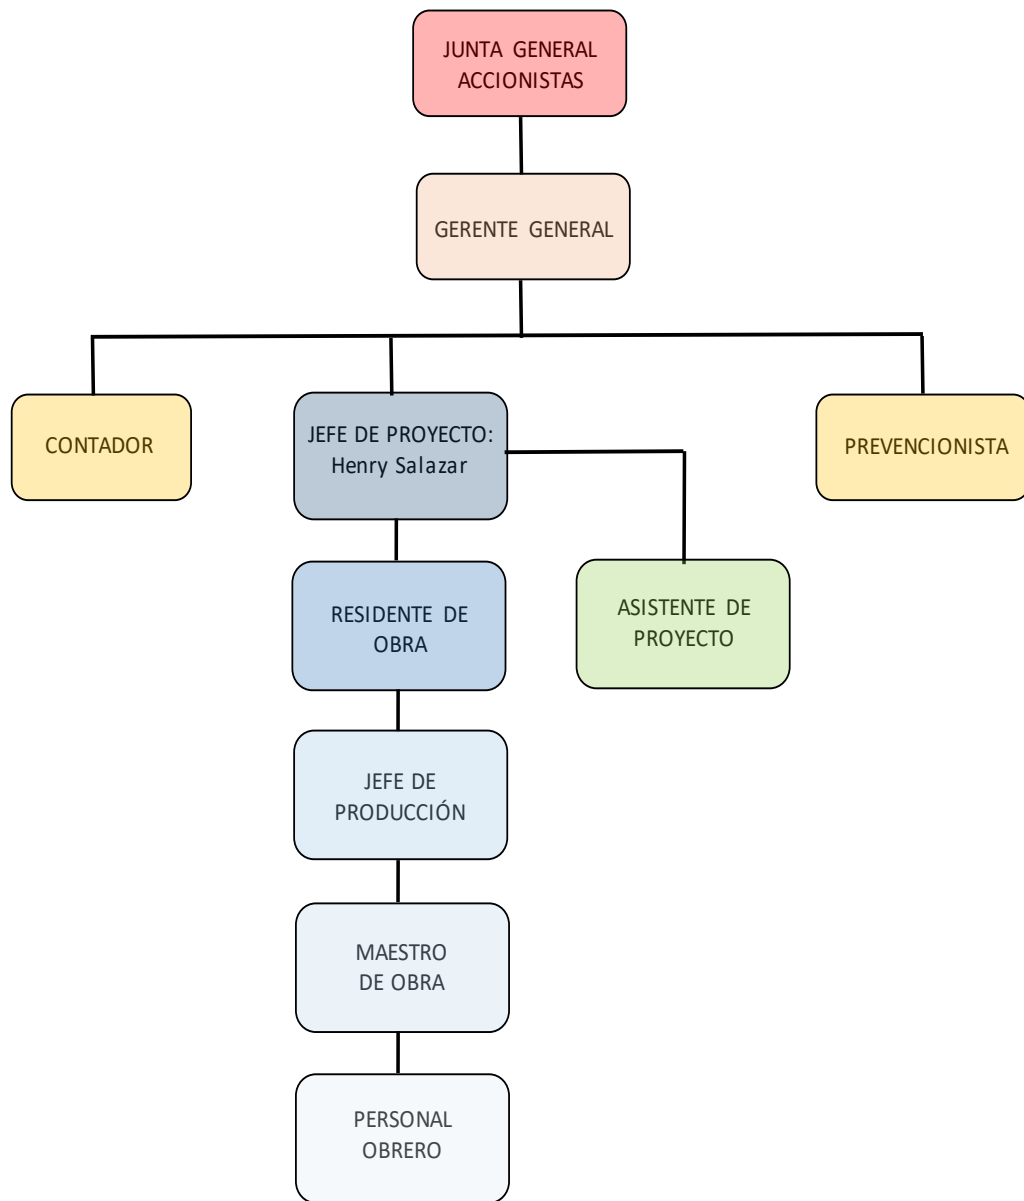 JUNTA GENERAL
ACCIONISTAS
GERENTE GENERAL
CONTADOR
JEFE DE PROYECTO:
Henry Salazar
PREVENCIONISTA
RESIDENTE DE
OBRA
ASISTENTE DE
PROYECTO
JEFE DE
PRODUCCIÓN
MAESTRO
DE OBRA
PERSONAL
OBRERO